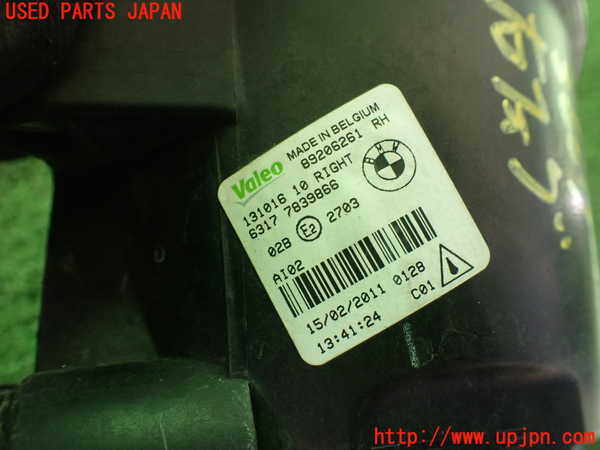 USED PARTS JAPAN
Valeo
MADE IN BELGIUM
89206261 RH
131016 10 RIGHT
6317 7839866
02B E2 2703
AI02
15/02/2011 0128
13:41:24 C01
http://www.upjpn.com/